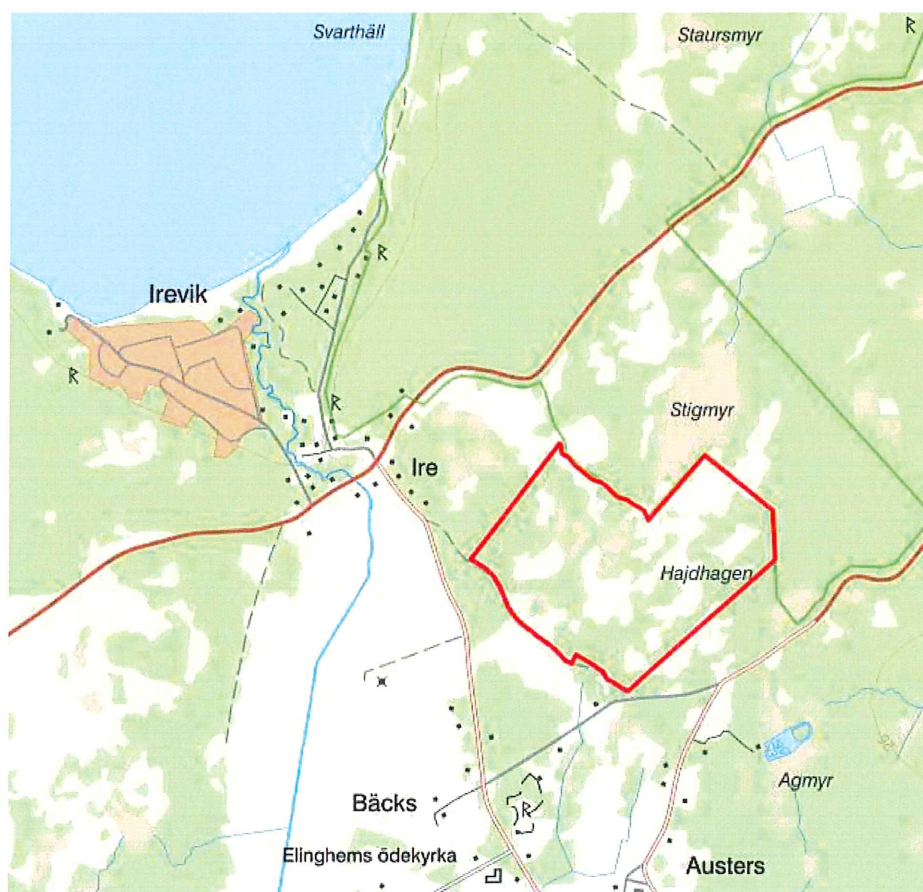 Svarthäll
Staursmyr
R
R
Irevik
R
R
Stigmyr
R
Ire
Hajdhagen
Agmyr
Bäcks
R
Elinghems ödekyrka
Austers